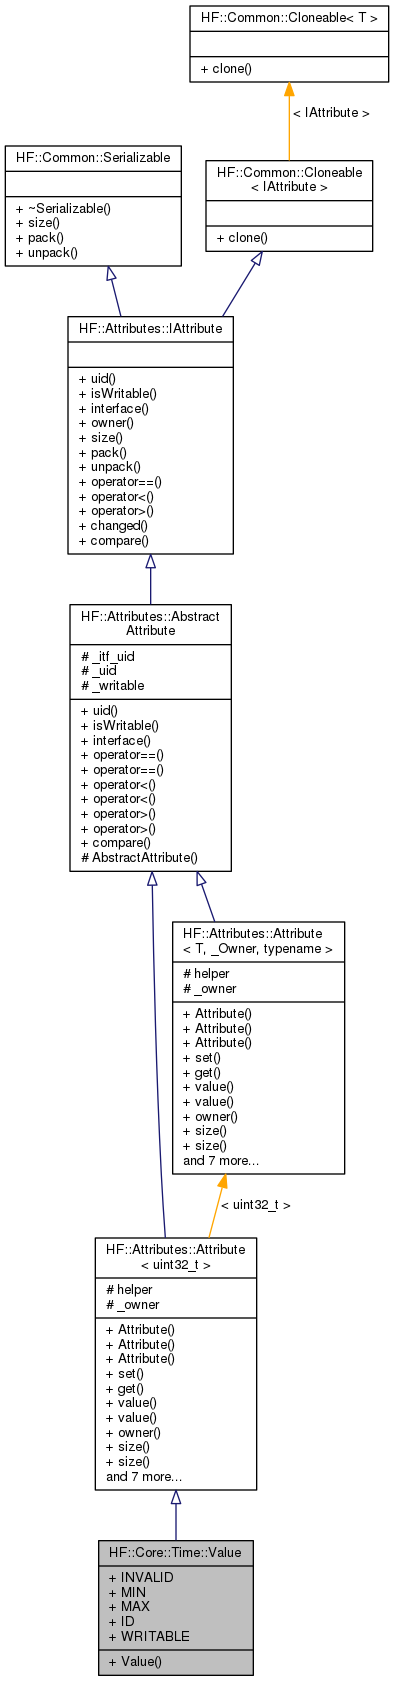 HF::Common::Cloneable< T >
+ clone()
< IAttribute >
HF::Common::Serializable
+ ~Serializable()
+ size()
+ pack()
+ unpack()
HF::Common::Cloneable
< IAttribute >
+ clone()
HF::Attributes::IAttribute
+ uid()
+ isWritable()
+ interface()
+ owner()
+ size()
+ pack()
+ unpack()
+ operator==()
+ operator<()
+ operator>()
+ changed()
+ compare()
HF::Attributes::Abstract
Attribute
# _itf_uid
# _uid
# _writable
+ uid()
+ isWritable()
+ interface()
+ operator==()
+ operator==()
+ operator<()
+ operator<()
+ operator>()
+ operator>()
+ compare()
# AbstractAttribute()
HF::Attributes::Attribute
< T, _Owner, typename >
# helper
# _owner
+ Attribute()
+ Attribute()
+ Attribute()
+ set()
+ get()
+ value()
+ value()
+ owner()
+ size()
+ size()
and 7 more...
< uint32_t >
HF::Attributes::Attribute
< uint32_t >
# helper
# _owner
+ Attribute()
+ Attribute()
+ Attribute()
+ set()
+ get()
+ value()
+ value()
+ owner()
+ size()
+ size()
and 7 more...
HF::Core::Time::Value
+ INVALID
+ MIN
+ MAX
+ ID
+ WRITABLE
+ Value()